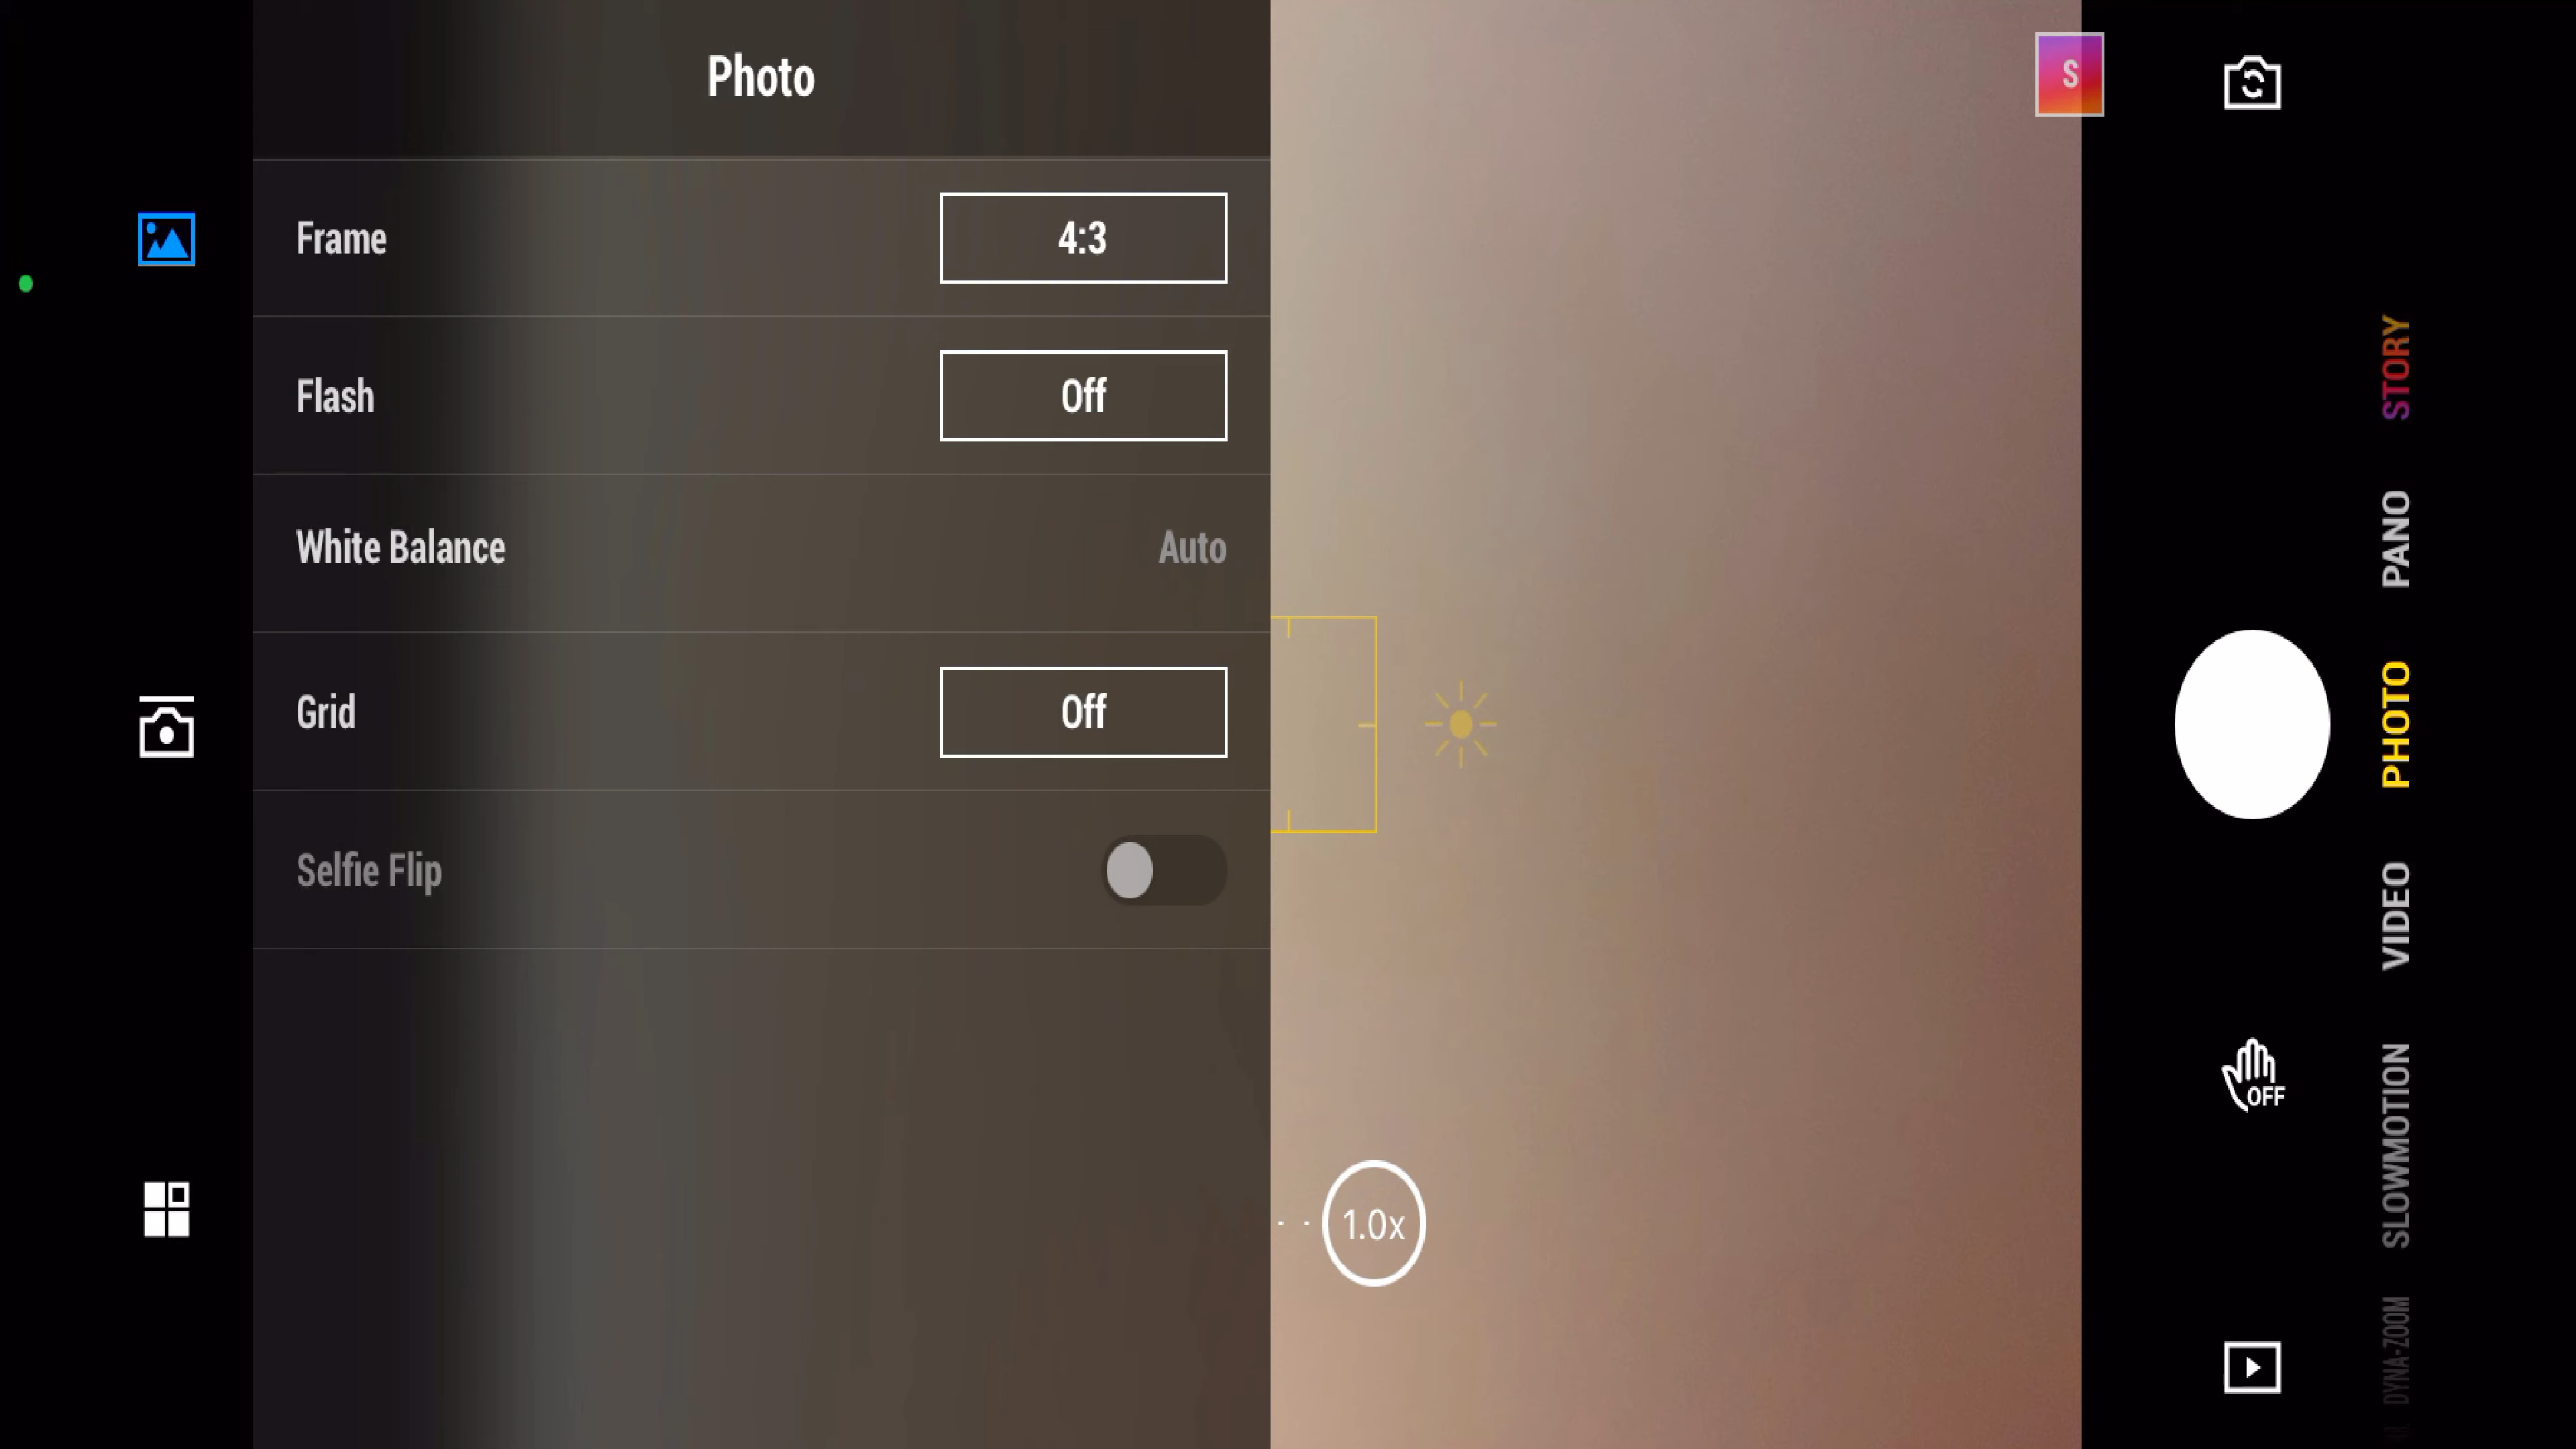 Photo
S
Frame
4:3
Flash
Off
White Balance
Auto
Grid
Off
Selfie Flip
1.0x
OFF
STORY
PANO
PHOTO
VIDEO
SLOWMOTION
DYNA-ZOOM